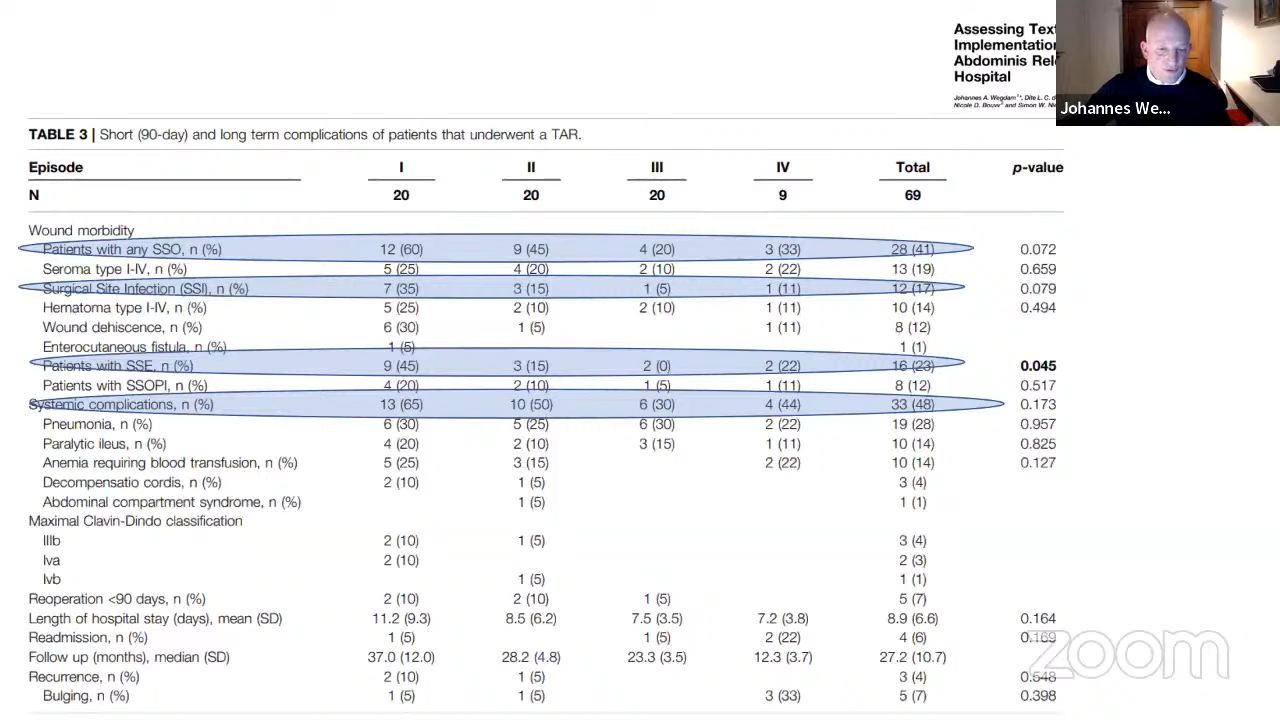 Assessing Tex
Implementation
Abdominis Rel
Hospital
Johannes A. Wegdam
Nicole D. Bouvy and Simon W. Ni
Johannes We...
TABLE 3 | Short (90-day) and long term complications of patients that underwent a TAR.
Episode I II III IV Total p-value
N 20 20 20 9 69
Wound morbidity
Patients with any SSO, n (%) 12 (60) 9 (45) 4 (20) 3 (33) 28 (41) 0.072
Seroma type I-IV, n (%) 5 (25) 4 (20) 2 (10) 2 (22) 13 (19) 0.659
Surgical Site Infection (SSI), n (%) 7 (35) 3 (15) 1 (5) 1 (11) 12 (17) 0.079
Hematoma type I-IV, n (%) 5 (25) 2 (10) 2 (10) 1 (11) 10 (14) 0.494
Wound dehiscence, n (%) 6 (30) 1 (5) 1 (11) 8 (12)
Enterocutaneous fistula, n (%) 1 (5) 1 (1)
Patients with SSE, n (%) 9 (45) 3 (15) 2 (0) 2 (22) 16 (23) 0.045
Patients with SSOPI, n (%) 4 (20) 2 (10) 1 (5) 1 (11) 8 (12) 0.517
Systemic complications, n (%) 13 (65) 10 (50) 6 (30) 4 (44) 33 (48) 0.173
Pneumonia, n (%) 6 (30) 5 (25) 6 (30) 2 (22) 19 (28) 0.957
Paralytic ileus, n (%) 4 (20) 2 (10) 3 (15) 1 (11) 10 (14) 0.825
Anemia requiring blood transfusion, n (%) 5 (25) 3 (15) 2 (22) 10 (14) 0.127
Decompensatio cordis, n (%) 2 (10) 1 (5) 3 (4)
Abdominal compartment syndrome, n (%) 1 (5) 1 (1)
Maximal Clavin-Dindo classification
IIIb 2 (10) 1 (5) 3 (4)
Iva 2 (10) 2 (3)
Ivb 1 (5) 1 (1)
Reoperation <90 days, n (%) 2 (10) 2 (10) 1 (5) 5 (7)
Length of hospital stay (days), mean (SD) 11.2 (9.3) 8.5 (6.2) 7.5 (3.5) 7.2 (3.8) 8.9 (6.6) 0.164
Readmission, n (%) 1 (5) 1 (5) 2 (22) 4 (6) 0.169
Follow up (months), median (SD) 37.0 (12.0) 28.2 (4.8) 23.3 (3.5) 12.3 (3.7) 27.2 (10.7)
Recurrence, n (%) 2 (10) 1 (5) 3 (4) 0.548
Bulging, n (%) 1 (5) 1 (5) 3 (33) 5 (7) 0.398
zoom